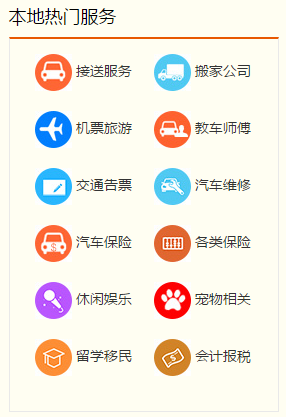 本地热门服务
接送服务 搬家公司
机票旅游 教车师傅
交通告票 汽车维修
汽车保险 各类保险
休闲娱乐 宠物相关
留学移民 会计报税